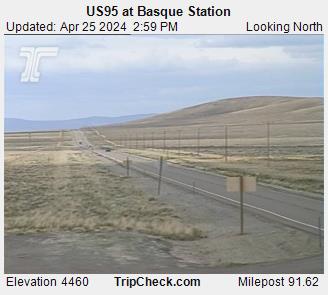 US95 at Basque Station
Updated: Apr 25 2024 2:59 PM Looking North
Elevation 4460 TripCheck.com Milepost 91.62